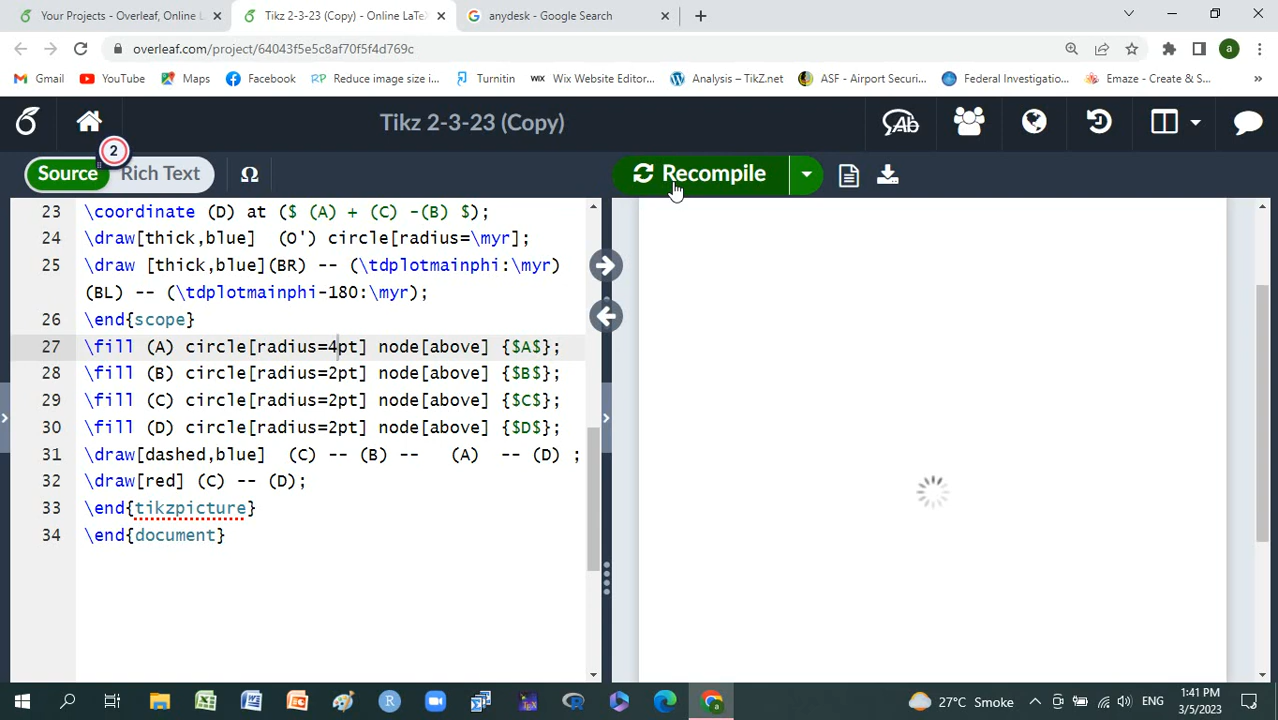 Your Projects - Overleaf, Online L
Tikz 2-3-23 (Copy) - Online LaTeX
anydesk - Google Search
overleaf.com/project/64043f5e5c8af70f5f4d769c
a
Gmail
YouTube
Maps
Facebook
RP Reduce image size i...
Turnitin
WIX Wix Website Editor...
Analysis – TikZ.net
ASF - Airport Securi...
Federal Investigatio...
Emaze - Create & S...
»
Tikz 2-3-23 (Copy)
2
Source
Rich Text
Ω
Recompile
23 \coordinate (D) at ($ (A) + (C) -(B) $);
24 \draw[thick,blue] (O') circle[radius=\myr];
25 \draw [thick,blue](BR) -- (\tdplotmainphi:\myr)
(BL) -- (\tdplotmainphi-180:\myr);
26 \end{scope}
27 \fill (A) circle[radius=4pt] node[above] {$A$};
28 \fill (B) circle[radius=2pt] node[above] {$B$};
29 \fill (C) circle[radius=2pt] node[above] {$C$};
30 \fill (D) circle[radius=2pt] node[above] {$D$};
31 \draw[dashed,blue] (C) -- (B) -- (A) -- (D) ;
32 \draw[red] (C) -- (D);
33 \end{tikzpicture}
34 \end{document}
27°C Smoke
ENG
1:41 PM
3/5/2023